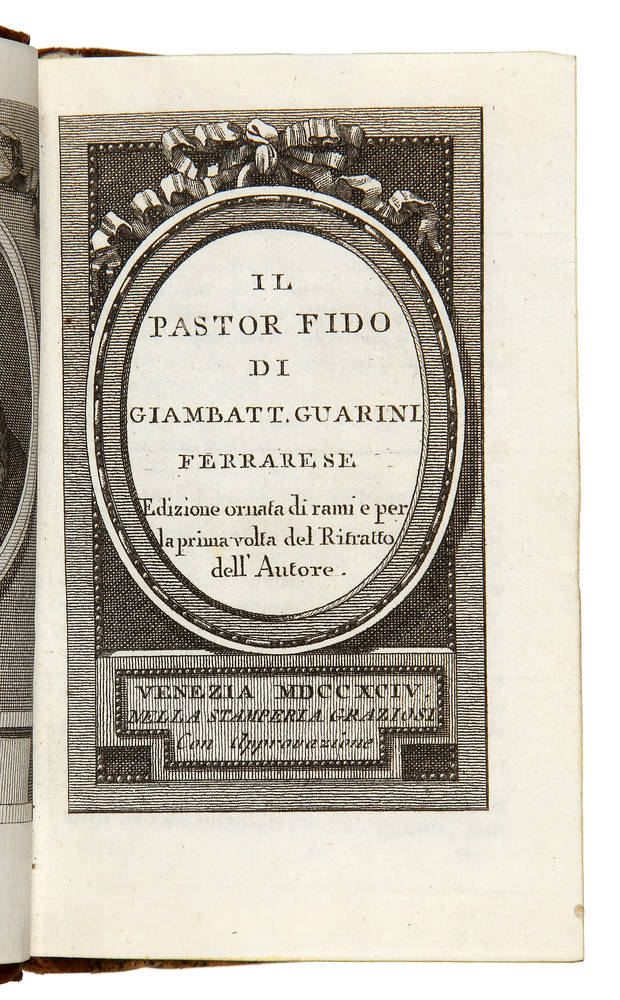 IL
PASTOR FIDO
DI
GIAMBATT. GUARINI
FERRARESE
Edizione ornata di rami e per
la prima volta del Ritratto
dell' Autore.
VENEZIA MDCCXCIV.
NELLA STAMPERIA GRAZIOSI
Con Approvazione